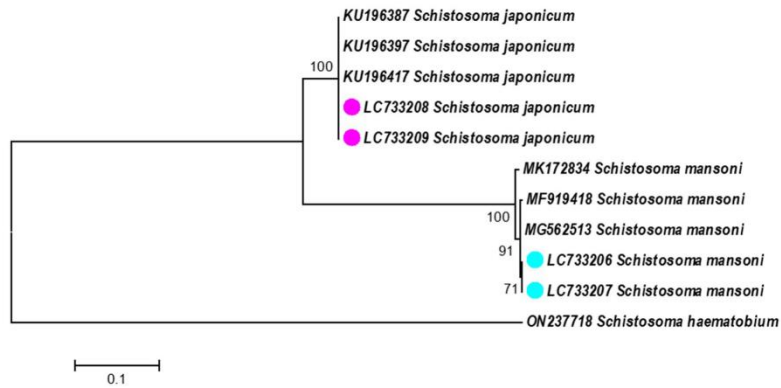 KU196387 Schistosoma japonicum
KU196397 Schistosoma japonicum
100
KU196417 Schistosoma japonicum
LC733208 Schistosoma japonicum
LC733209 Schistosoma japonicum
MK172834 Schistosoma mansoni
MF919418 Schistosoma mansoni
100
MG562513 Schistosoma mansoni
91
LC733206 Schistosoma mansoni
71
LC733207 Schistosoma mansoni
ON237718 Schistosoma haematobium
0.1